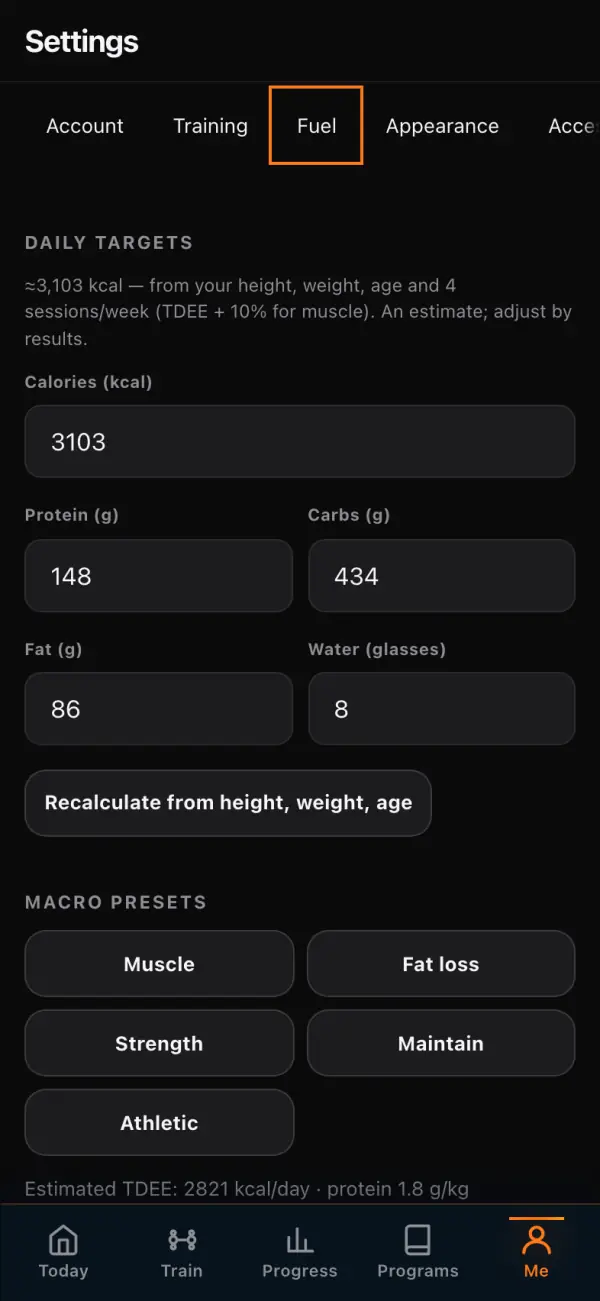 Settings
Account Training Fuel Appearance Acce
DAILY TARGETS
≈3,103 kcal — from your height, weight, age and 4
sessions/week (TDEE + 10% for muscle). An estimate; adjust by
results.
Calories (kcal)
3103
Protein (g) Carbs (g)
148 434
Fat (g) Water (glasses)
86 8
Recalculate from height, weight, age
MACRO PRESETS
Muscle Fat loss
Strength Maintain
Athletic
Estimated TDEE: 2821 kcal/day · protein 1.8 g/kg
Today Train Progress Programs Me